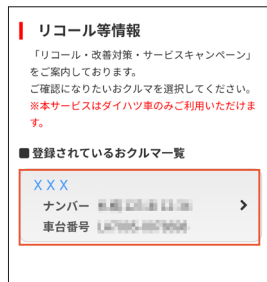 リコール等情報
「リコール・改善対策・サービスキャンペーン」
をご案内しております。
ご確認になりたいおクルマを選択してください。
※本サービスはダイハツ車のみご利用いただけま
す。
■登録されているおクルマ一覧
XXX
ナンバー
車台番号